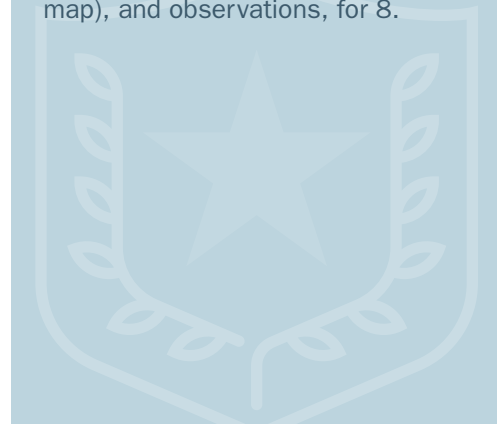 map), and observations, for 8.